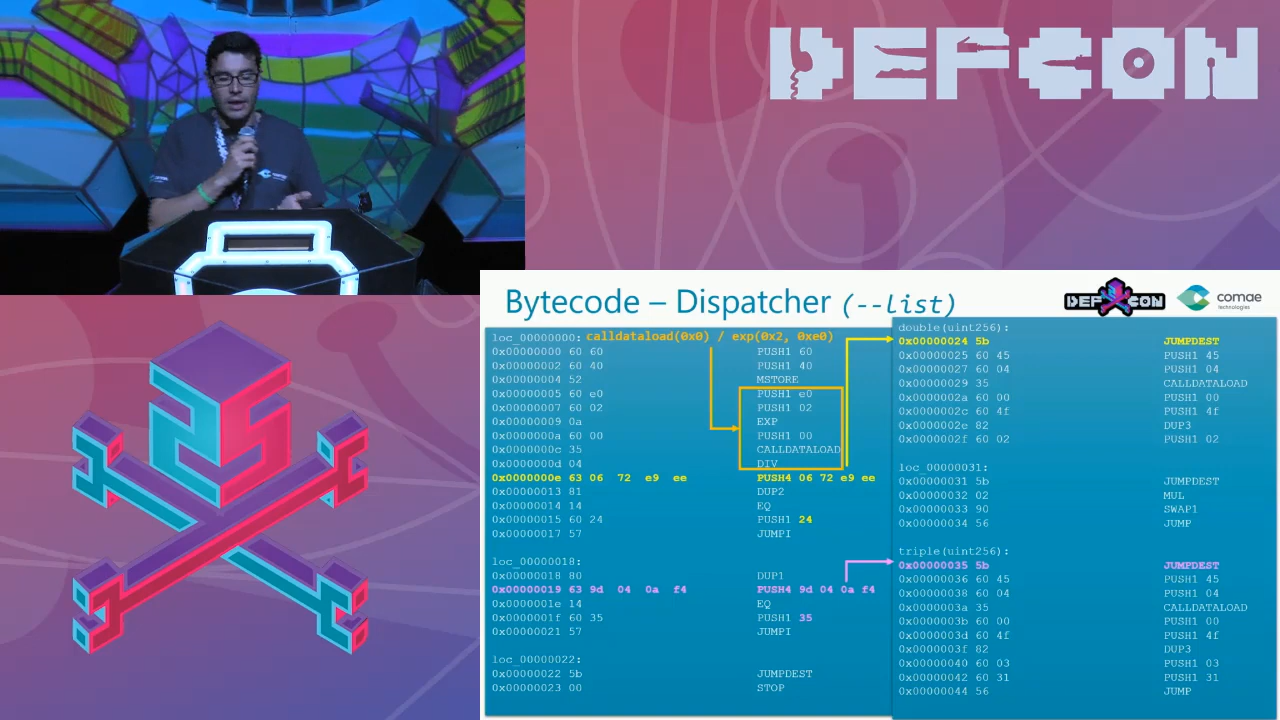 DEFCON
Bytecode – Dispatcher (--list)
DEF CON
comae
technologies
loc_00000000: calldataload(0x0) / exp(0x2, 0xe0)
0x00000000 60 60 PUSH1 60
0x00000002 60 40 PUSH1 40
0x00000004 52 MSTORE
0x00000005 60 e0 PUSH1 e0
0x00000007 60 02 PUSH1 02
0x00000009 0a EXP
0x0000000a 60 00 PUSH1 00
0x0000000c 35 CALLDATALOAD
0x0000000d 04 DIV
0x0000000e 63 06 72 e9 ee PUSH4 06 72 e9 ee
0x00000013 81 DUP2
0x00000014 14 EQ
0x00000015 60 24 PUSH1 24
0x00000017 57 JUMPI
loc_00000018:
0x00000018 80 DUP1
0x00000019 63 9d 04 0a f4 PUSH4 9d 04 0a f4
0x0000001e 14 EQ
0x0000001f 60 35 PUSH1 35
0x00000021 57 JUMPI
loc_00000022:
0x00000022 5b JUMPDEST
0x00000023 00 STOP
double(uint256):
0x00000024 5b JUMPDEST
0x00000025 60 45 PUSH1 45
0x00000027 60 04 PUSH1 04
0x00000029 35 CALLDATALOAD
0x0000002a 60 00 PUSH1 00
0x0000002c 60 4f PUSH1 4f
0x0000002e 82 DUP3
0x0000002f 60 02 PUSH1 02
loc_00000031:
0x00000031 5b JUMPDEST
0x00000032 02 MUL
0x00000033 90 SWAP1
0x00000034 56 JUMP
triple(uint256):
0x00000035 5b JUMPDEST
0x00000036 60 45 PUSH1 45
0x00000038 60 04 PUSH1 04
0x0000003a 35 CALLDATALOAD
0x0000003b 60 00 PUSH1 00
0x0000003d 60 4f PUSH1 4f
0x0000003f 82 DUP3
0x00000040 60 03 PUSH1 03
0x00000042 60 31 PUSH1 31
0x00000044 56 JUMP